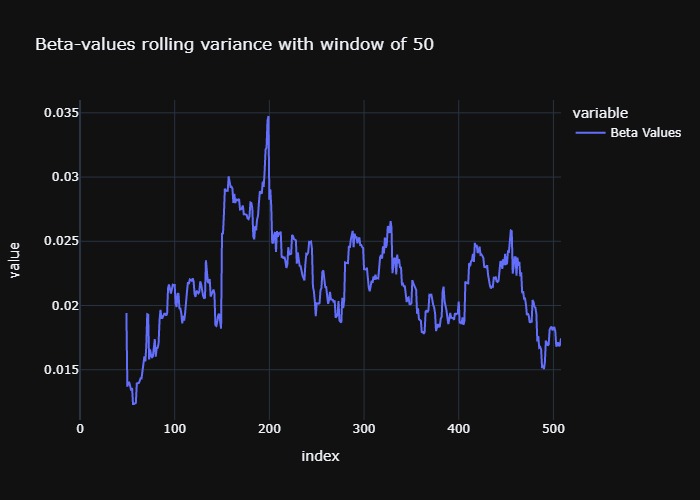 Beta-values rolling variance with window of 50
variable
Beta Values
value
0.035
0.03
0.025
0.02
0.015
0
100
200
300
400
500
index